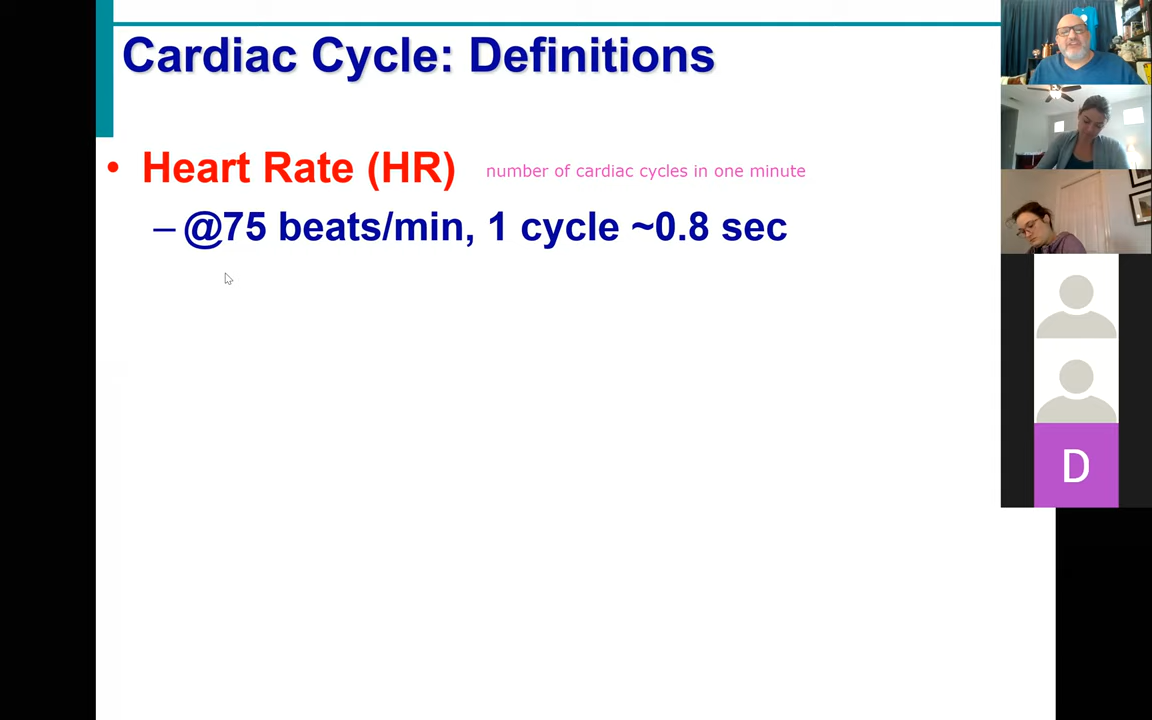 Cardiac Cycle: Definitions
• Heart Rate (HR) number of cardiac cycles in one minute
– @75 beats/min, 1 cycle ~0.8 sec
D